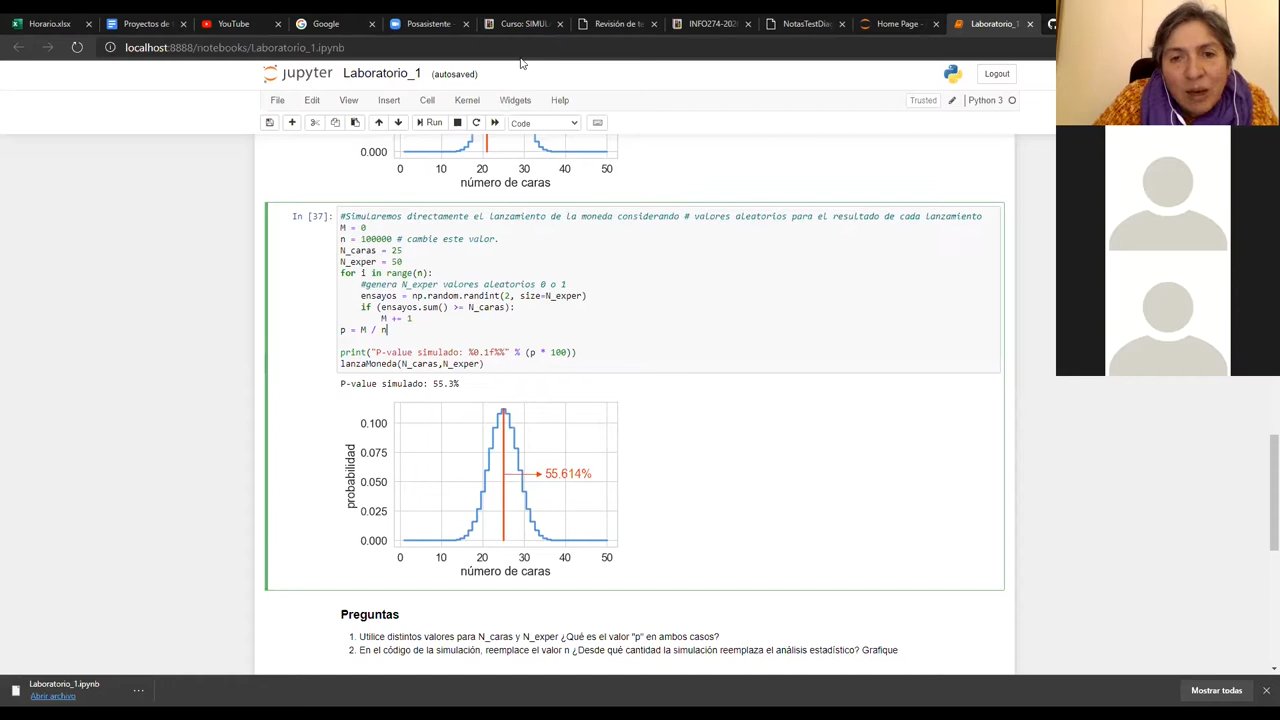 Horario.xlsx
Proyectos de
YouTube
Google
Posasistente -
Curso: SIMUL
Revisión de te
INFO274-202
NotasTestDiag
Home Page -
Laboratorio_1
localhost:8888/notebooks/Laboratorio_1.ipynb
jupyter Laboratorio_1 (autosaved)
Logout
File Edit View Insert Cell Kernel Widgets Help
Trusted Python 3
Run Code
0.000
0 10 20 30 40 50
número de caras
In [37]:
#Simularemos directamente el lanzamiento de la moneda considerando # valores aleatorios para el resultado de cada lanzamiento
M = 0
n = 100000 # cambie este valor.
N_caras = 25
N_exper = 50
for i in range(n):
#genera N_exper valores aleatorios 0 o 1
ensayos = np.random.randint(2, size=N_exper)
if (ensayos.sum() >= N_caras):
M += 1
p = M / n
print("P-value simulado: %0.1f%%" % (p * 100))
lanzaMoneda(N_caras,N_exper)
P-value simulado: 55.3%
0.100
0.075
0.050
0.025
0.000
probabilidad
55.614%
0 10 20 30 40 50
número de caras
Preguntas
1. Utilice distintos valores para N_caras y N_exper ¿Qué es el valor "p" en ambos casos?
2. En el código de la simulación, reemplace el valor n ¿Desde qué cantidad la simulación reemplaza el análisis estadístico? Grafique
Laboratorio_1.ipynb
Abrir archivo
Mostrar todas